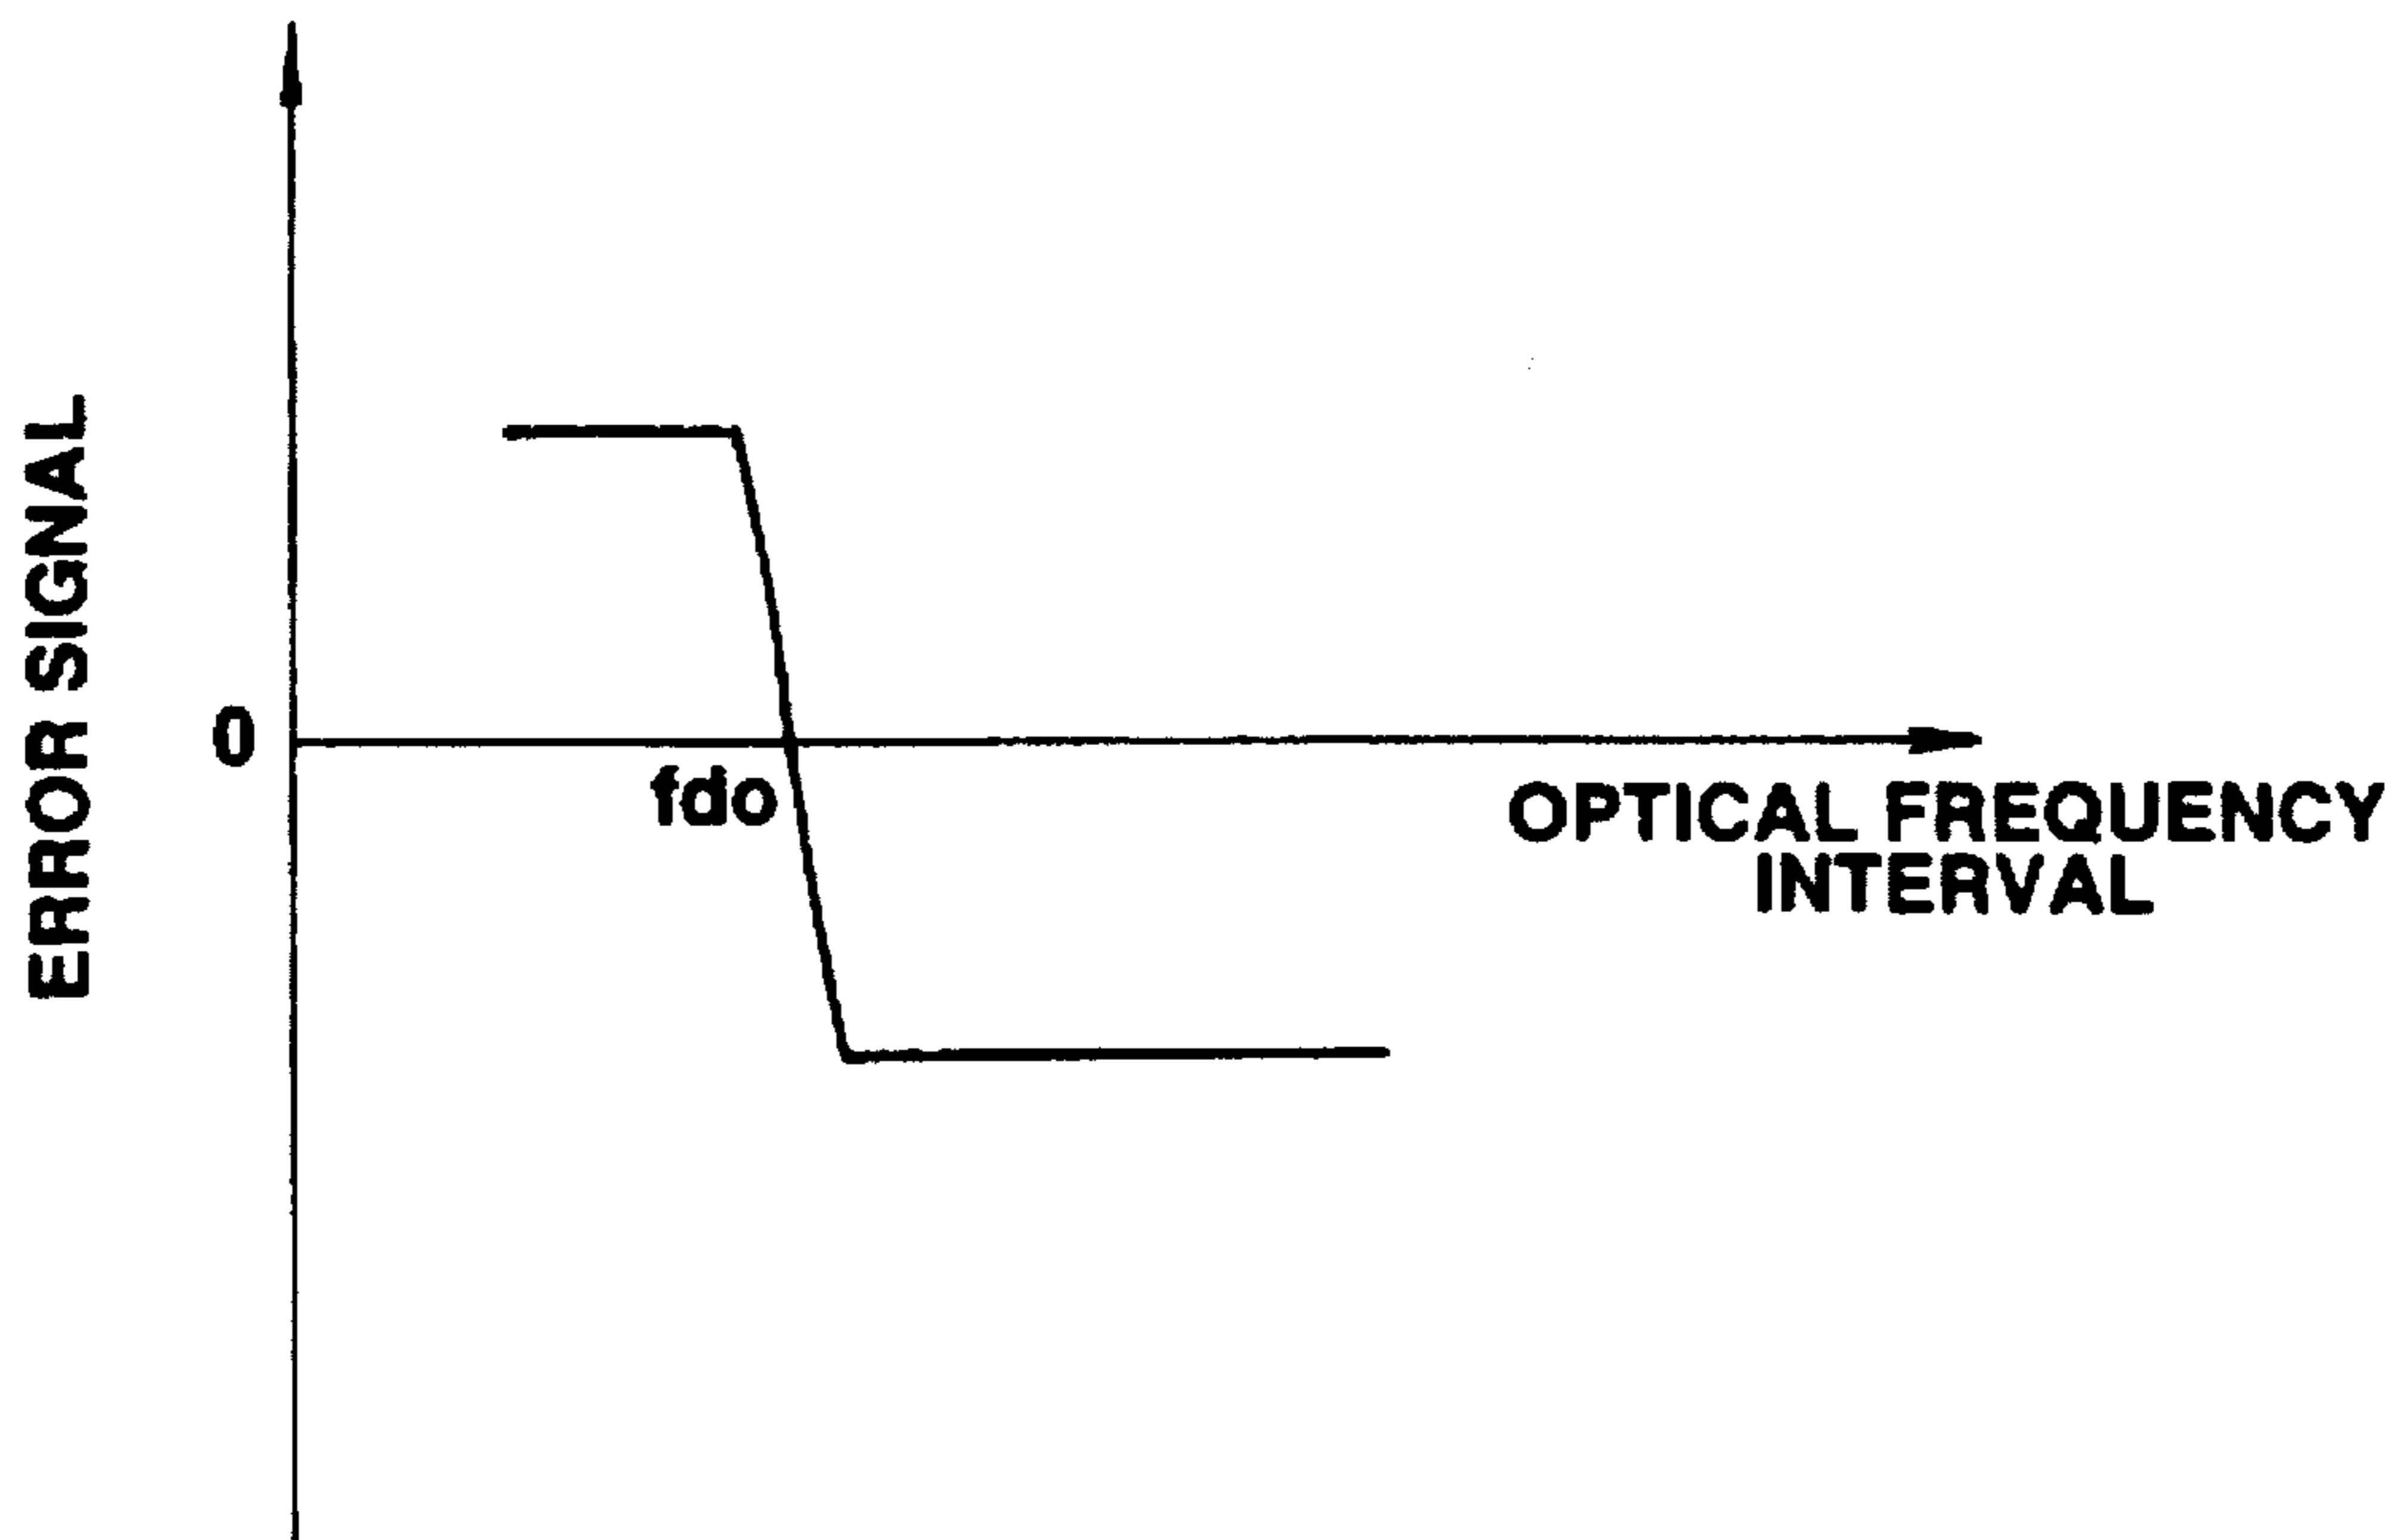 ERROR SIGNAL
0
fdo
OPTICAL FREQUENCY
INTERVAL